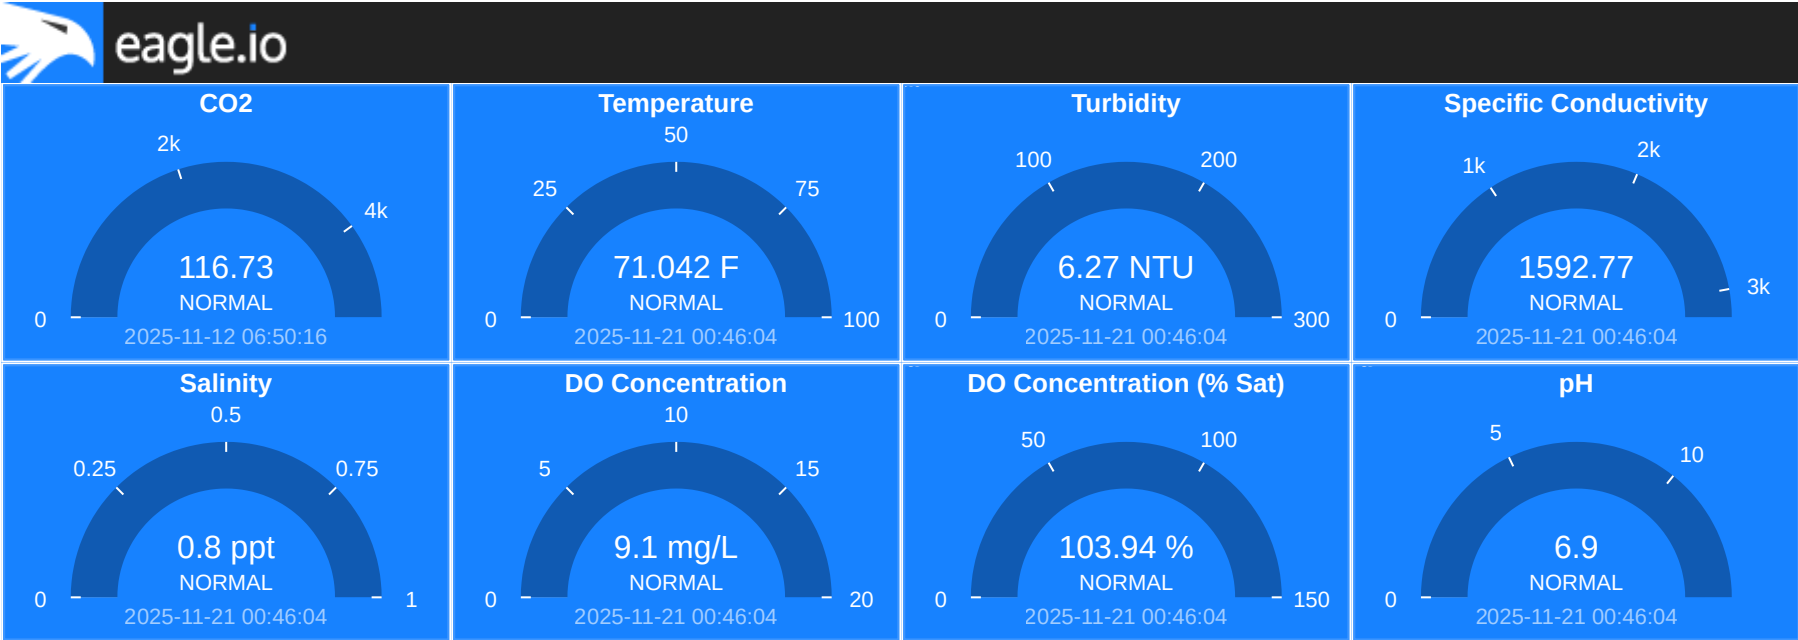 eagle.io
CO2
2k
4k
0
116.73
NORMAL
2025-11-12 06:50:16
Temperature
50
25
75
0
100
71.042 F
NORMAL
2025-11-21 00:46:04
Turbidity
100
200
0
300
6.27 NTU
NORMAL
2025-11-21 00:46:04
Specific Conductivity
1k
2k
3k
0
1592.77
NORMAL
2025-11-21 00:46:04
Salinity
0.5
0.25
0.75
0
1
0.8 ppt
NORMAL
2025-11-21 00:46:04
DO Concentration
10
5
15
0
20
9.1 mg/L
NORMAL
2025-11-21 00:46:04
DO Concentration (% Sat)
50
100
0
150
103.94 %
NORMAL
2025-11-21 00:46:04
pH
5
10
0
6.9
NORMAL
2025-11-21 00:46:04